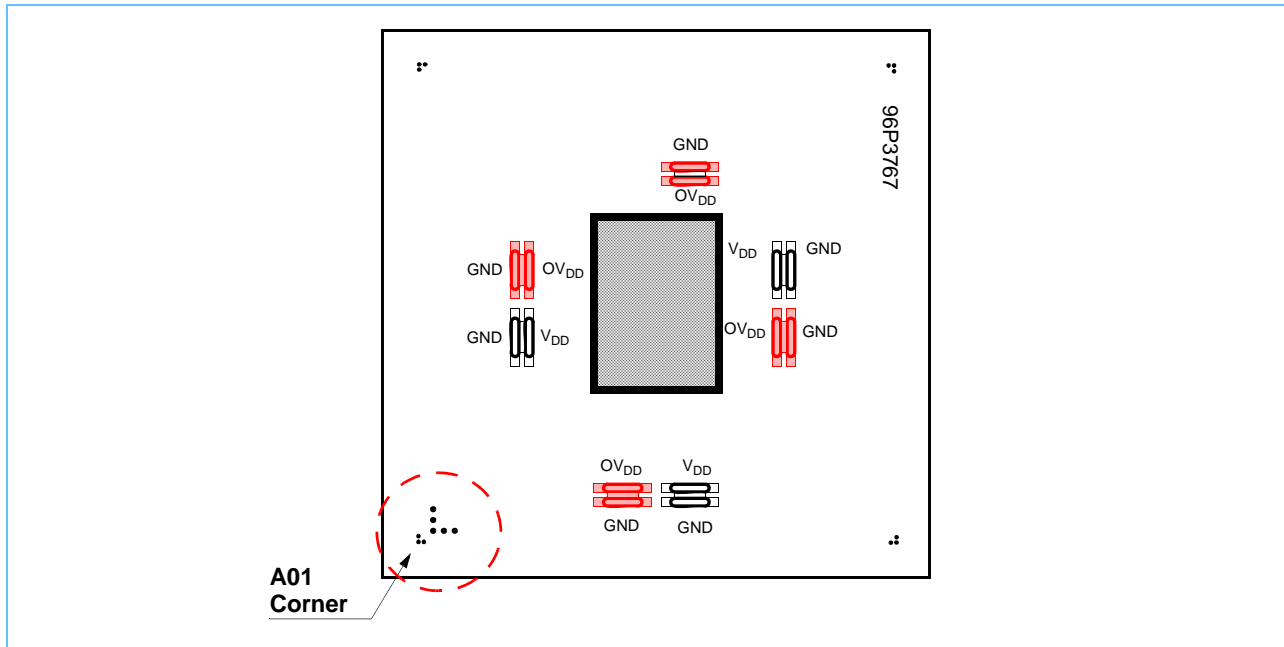 96P3767
GND
OVDD
VDD GND
GND OVDD
OVDD GND
GND VDD
OVDD VDD
GND GND
A01
Corner